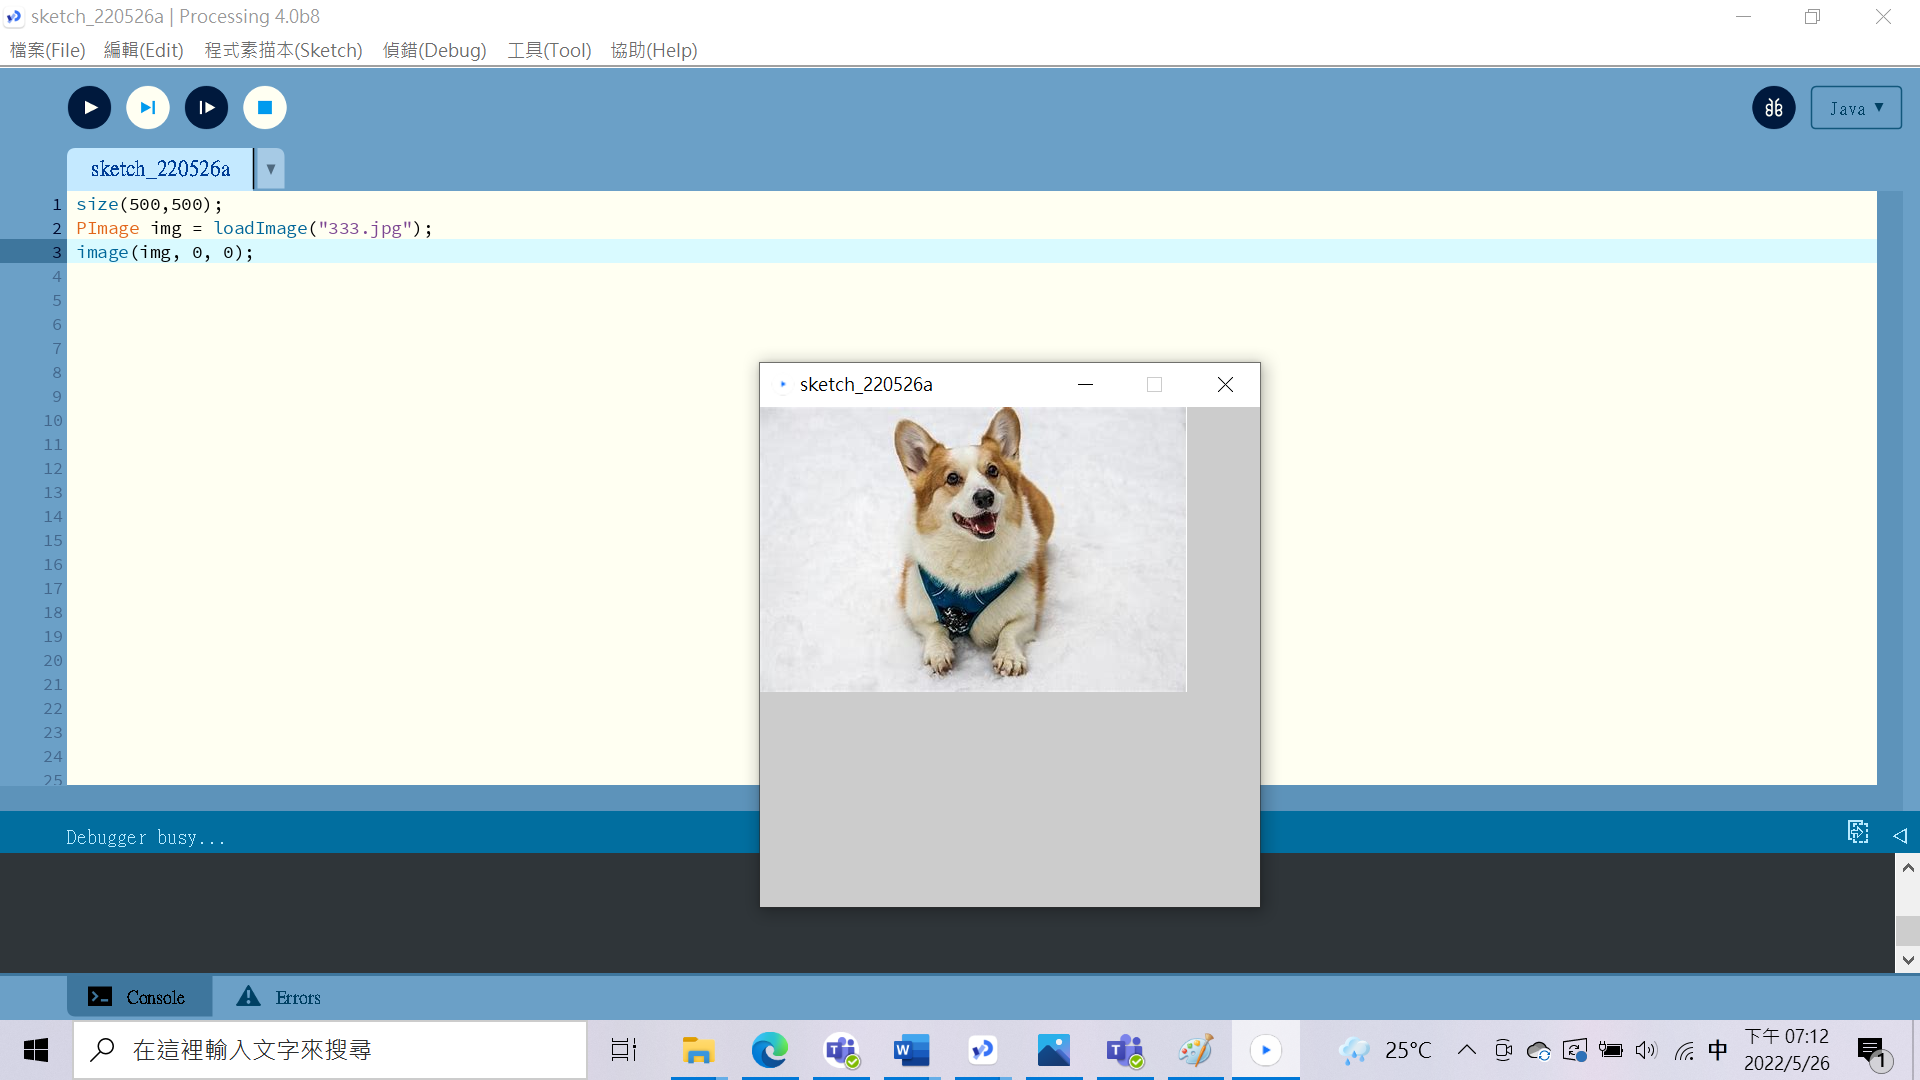 sketch_220526a | Processing 4.0b8
檔案(File) 編輯(Edit) 程式素描本(Sketch) 偵錯(Debug) 工具(Tool) 協助(Help)
Java
sketch_220526a
1 size(500,500);
2 PImage img = loadImage("333.jpg");
3 image(img, 0, 0);
4
5
6
7
8
9
10
11
12
13
14
15
16
17
18
19
20
21
22
23
24
25
sketch_220526a
Debugger busy...
Console Errors
在這裡輸入文字來搜尋
25°C 中 下午 07:12
2022/5/26
1